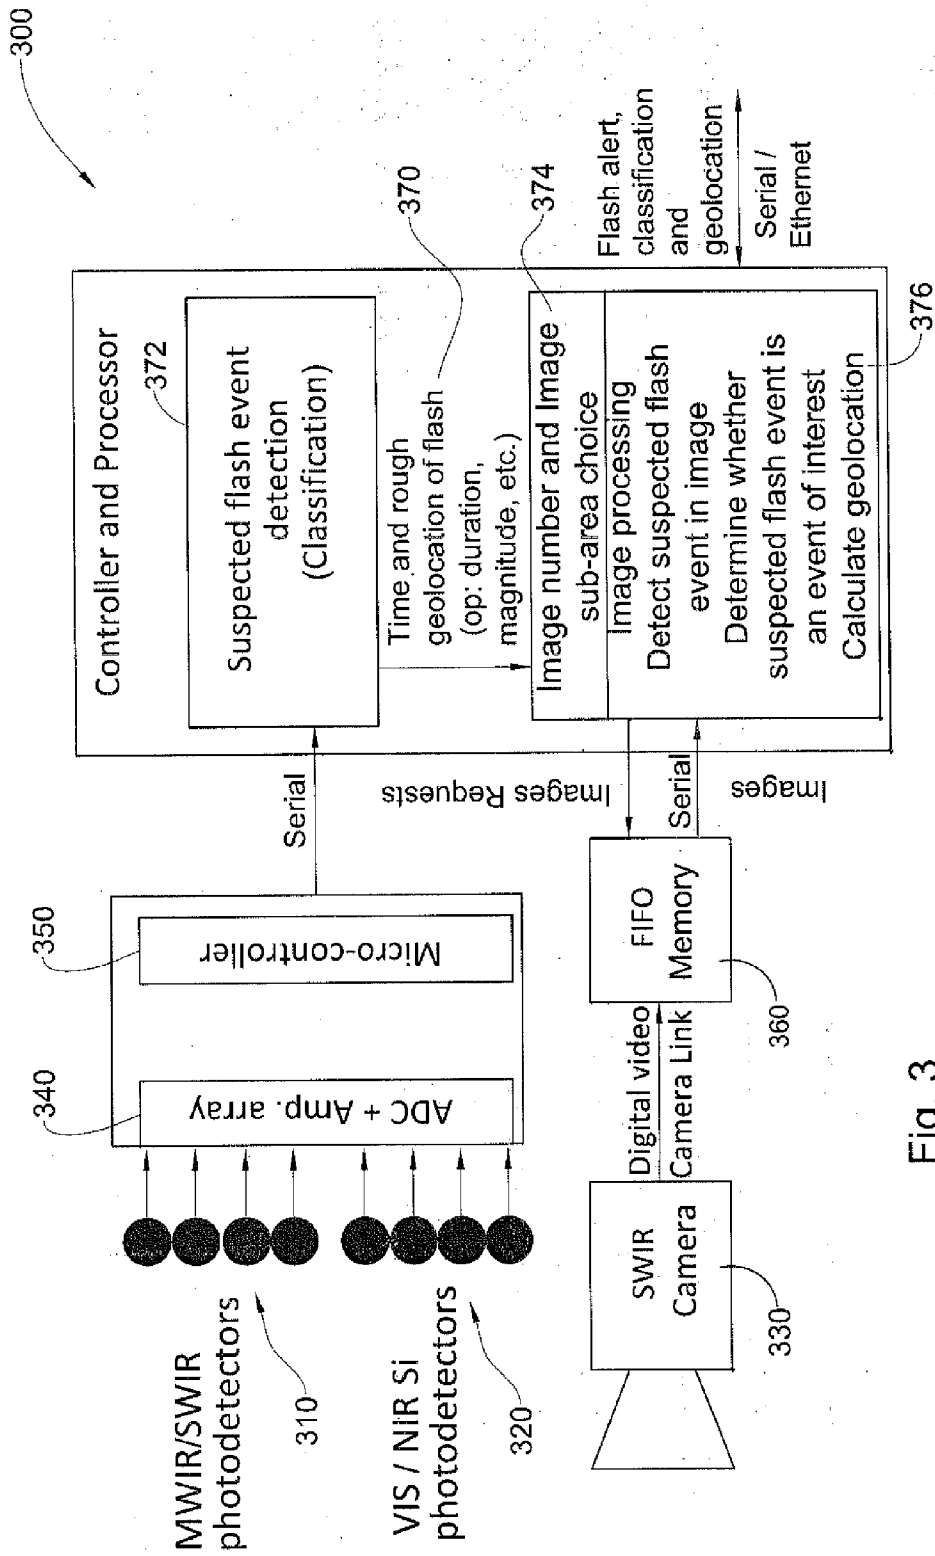 300
Controller and Processor
372
Suspected flash event
detection
(Classification)
Time and rough
geolocation of flash
(op: duration,
magnitude, etc.)
370
374
Image number and Image
sub-area choice
Image processing
Detect suspected flash
event in image
Determine whether
suspected flash event is
an event of interest
Calculate geolocation
376
Flash alert,
classification
and
geolocation
Serial /
Ethernet
Serial
Images Requests
Serial
Images
340
ADC + Amp. array
350
Micro-controller
MWIR/SWIR
photodetectors
310
VIS / NIR Si
photodetectors
320
SWIR
Camera
330
Digital video
Camera Link
FIFO
Memory
360
Fig. 3